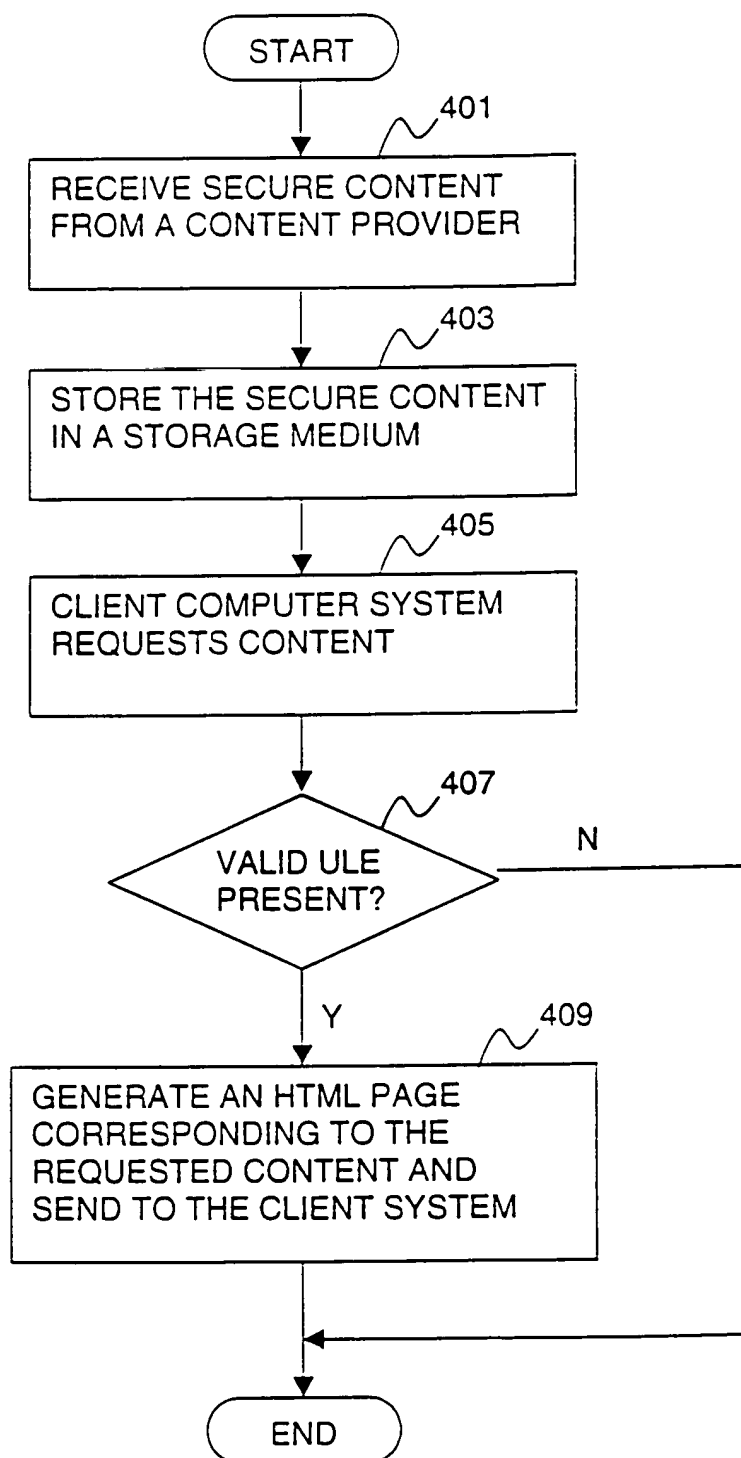 START
401
RECEIVE SECURE CONTENT
FROM A CONTENT PROVIDER
403
STORE THE SECURE CONTENT
IN A STORAGE MEDIUM
405
CLIENT COMPUTER SYSTEM
REQUESTS CONTENT
407
VALID ULE
PRESENT?
N
Y
409
GENERATE AN HTML PAGE
CORRESPONDING TO THE
REQUESTED CONTENT AND
SEND TO THE CLIENT SYSTEM
END